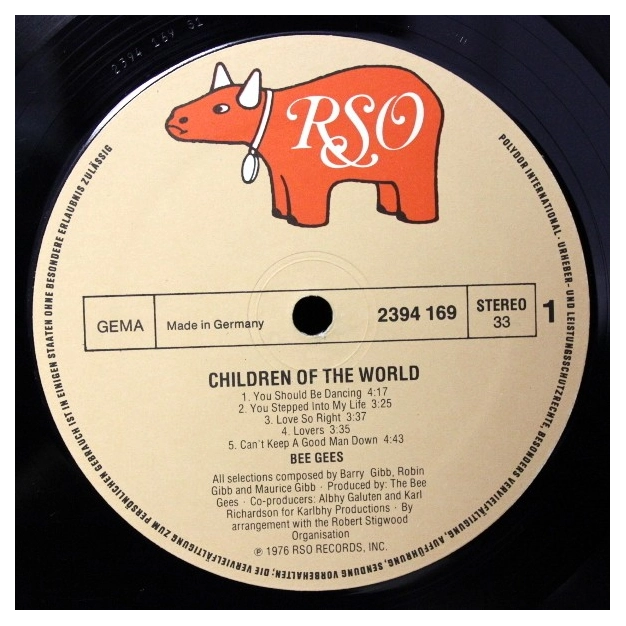 2394 169 S1
RSO
POLYDOR INTERNATIONAL · URHEBER- UND LEISTUNGSSCHUTZRECHTE, BESONDERS VERVIELFÄLTIGUNG, AUFFÜHRUNG, SENDUNG VORBEHALTEN; DIE VERVIELFÄLTIGUNG ZUM PERSÖNLICHEN GEBRAUCH IST IN EINIGEN STAATEN OHNE BESONDERE ERLAUBNIS ZULÄSSIG
GEMA Made in Germany 2394 169 STEREO 1
33
CHILDREN OF THE WORLD
1. You Should Be Dancing 4:17
2. You Stepped Into My Life 3:25
3. Love So Right 3:37
4. Lovers 3:35
5. Can't Keep A Good Man Down 4:43
BEE GEES
All selections composed by Barry Gibb, Robin
Gibb and Maurice Gibb · Produced by: The Bee
Gees · Co-producers: Albhy Galuten and Karl
Richardson for Karlbhy Productions · By
arrangement with the Robert Stigwood
Organisation
℗ 1976 RSO RECORDS, INC.